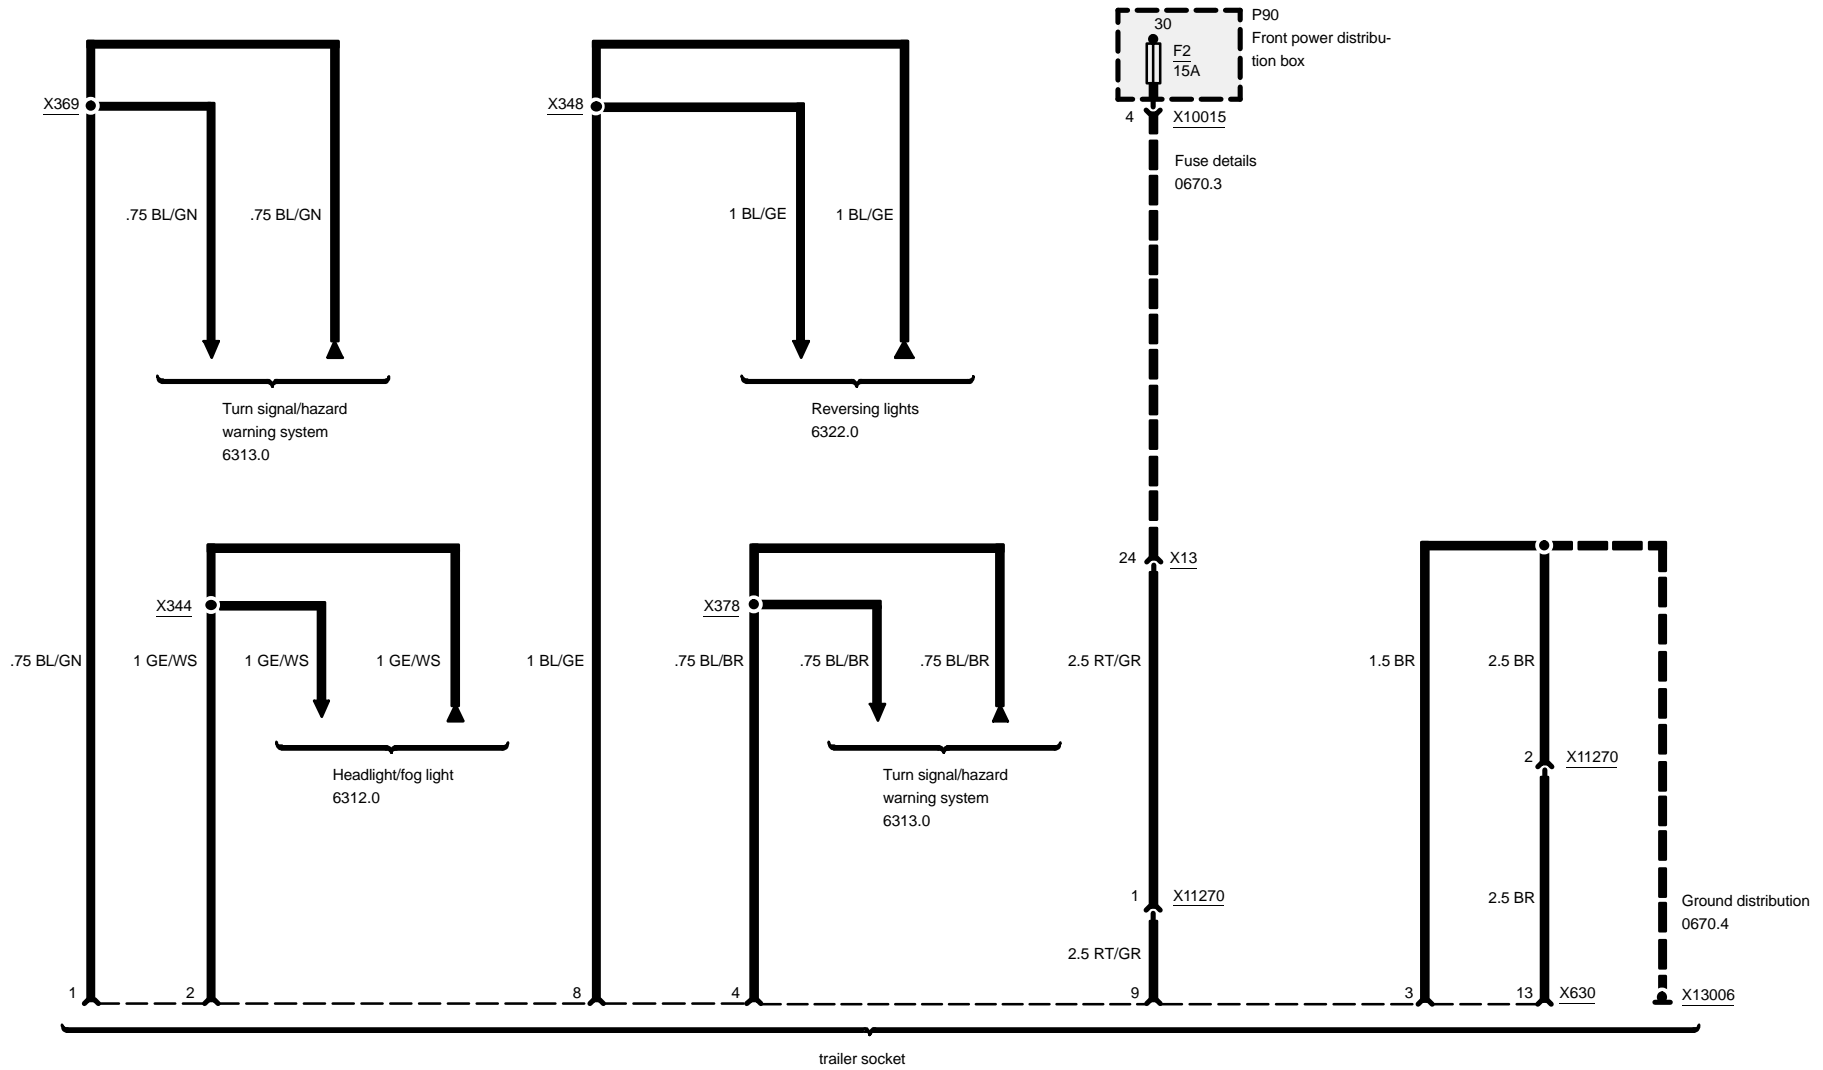 P90
Front power distribu-
tion box
30
F2
15A
X369
X348
4 X10015
Fuse details
0670.3
.75 BL/GN .75 BL/GN 1 BL/GE 1 BL/GE
Turn signal/hazard
warning system
6313.0
Reversing lights
6322.0
24 X13
X344
X378
.75 BL/GN 1 GE/WS 1 GE/WS 1 GE/WS 1 BL/GE .75 BL/BR .75 BL/BR .75 BL/BR 2.5 RT/GR 1.5 BR 2.5 BR
Headlight/fog light
6312.0
Turn signal/hazard
warning system
6313.0
2 X11270
1 X11270
2.5 BR
Ground distribution
0670.4
2.5 RT/GR
1 2 8 4 9 3 13 X630 X13006
trailer socket